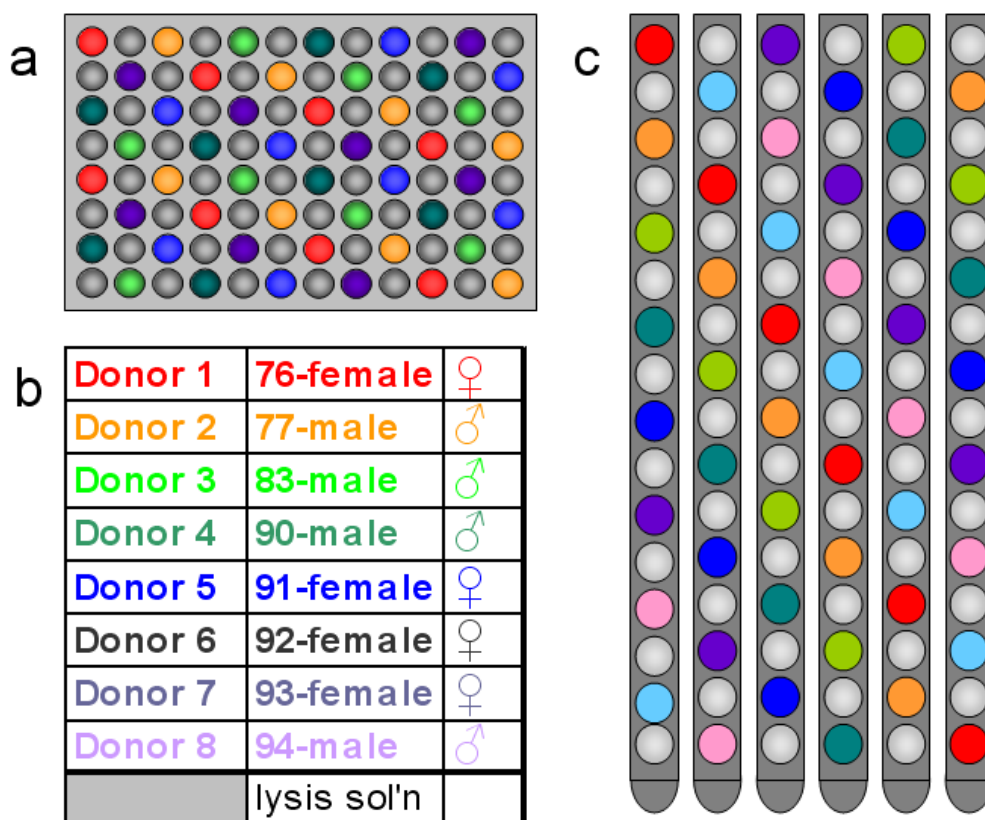 a
c
b
Donor 1 76-female ♀
Donor 2 77-male ♂
Donor 3 83-male ♂
Donor 4 90-male ♂
Donor 5 91-female ♀
Donor 6 92-female ♀
Donor 7 93-female ♀
Donor 8 94-male ♂
lysis sol'n